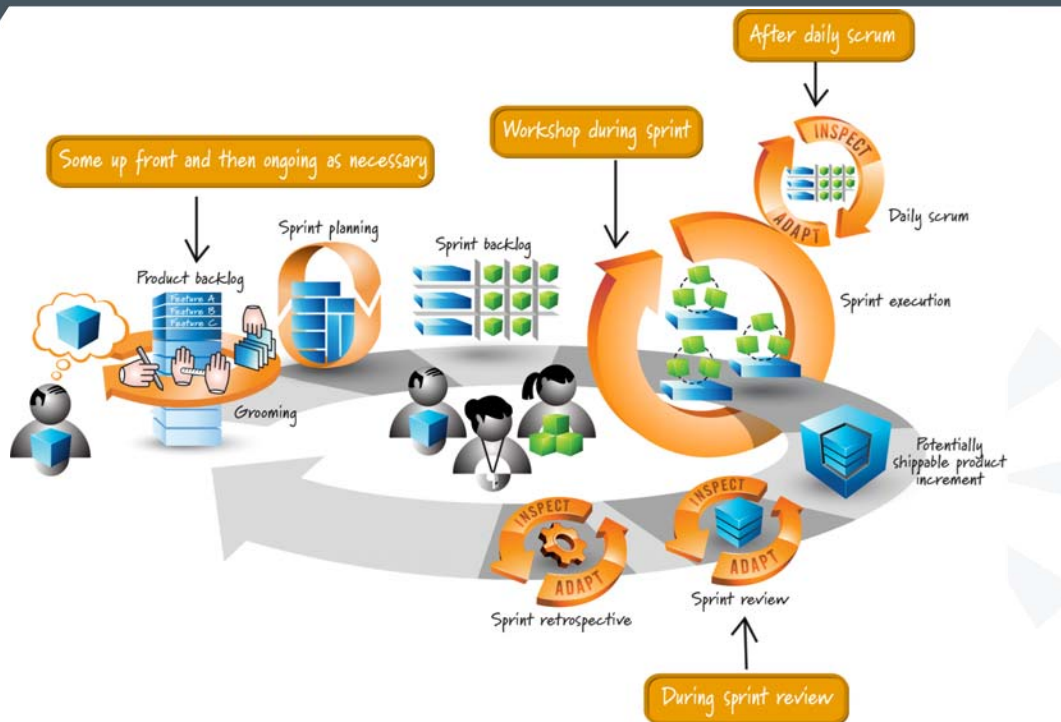 After daily scrum
Workshop during sprint
Some up front and then ongoing as necessary
INSPECT
ADAPT
Daily scrum
Sprint planning
Sprint backlog
Product backlog
Feature A
Feature B
Feature C
Sprint execution
Grooming
Potentially
shippable product
increment
INSPECT
ADAPT
Sprint retrospective
INSPECT
ADAPT
Sprint review
During sprint review